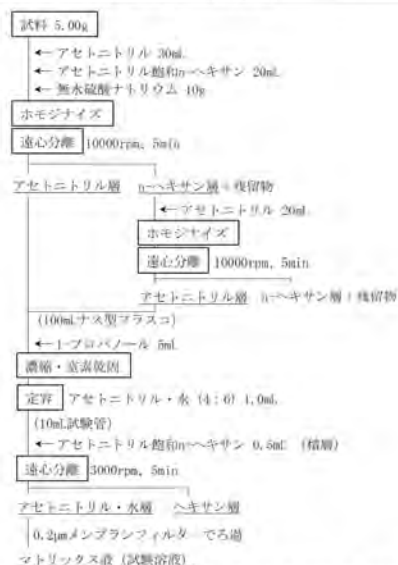 試料 5.00g
← アセトニトリル 30mL
← アセトニトリル飽和n-ヘキサン 20mL
← 無水硫酸ナトリウム 10g
ホモジナイズ
遠心分離 10000rpm, 5min
アセトニトリル層 n-ヘキサン層+残留物
← アセトニトリル 20mL
ホモジナイズ
遠心分離 10000rpm, 5min
アセトニトリル層 n-ヘキサン層+残留物
(100mLナス型フラスコ)
← 1-プロパノール 5mL
濃縮・窒素乾固
定容 アセトニトリル・水 (4:6) 1.0mL
(10mL試験管)
← アセトニトリル飽和n-ヘキサン 0.5mL (積層)
遠心分離 3000rpm, 5min
アセトニトリル・水層 ヘキサン層
0.2μmメンブランフィルタ でろ過
マトリックス液 (試験溶液)